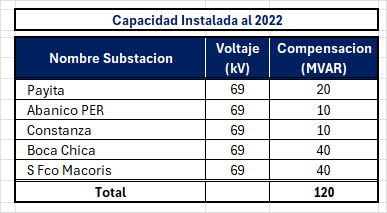 Capacidad Instalada al 2022
Nombre Substacion Voltaje (kV) Compensacion (MVAR)
Payita 69 20
Abanico PER 69 10
Constanza 69 10
Boca Chica 69 40
S Fco Macoris 69 40
Total 120